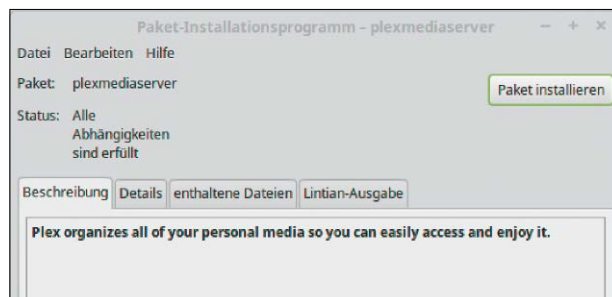 Paket-Installationsprogramm – plexmediaserver
Datei Bearbeiten Hilfe
Paket: plexmediaserver
Paket installieren
Status: Alle
Abhängigkeiten
sind erfüllt
Beschreibung Details enthaltene Dateien Lintian-Ausgabe
Plex organizes all of your personal media so you can easily access and enjoy it.